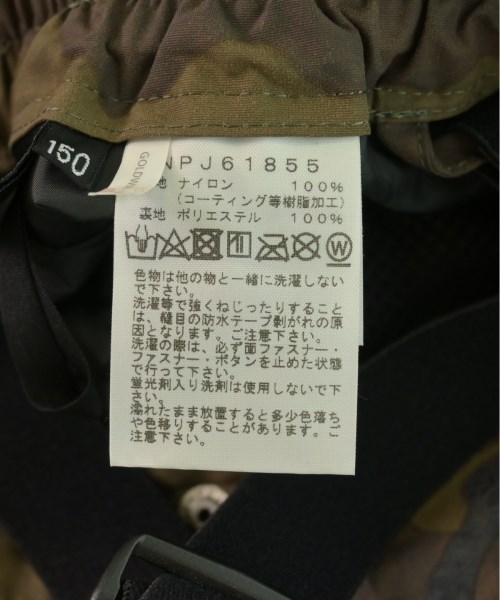 150
GOLDW
NPJ61855
地 ナイロン 100%
(コーティング等樹脂加工)
裏地 ポリエステル 100%
W
色物は他の物と一緒に洗濯しない
で下さい。
洗濯等で強くねじったりすること
は、縫目の防水テープ剝がれの原
因となります。ご注意下さい。
洗濯の際は、必ず面ファスナー・
ファスナー・ボタンを止めた状態
で行って下さい。
蛍光剤入り洗剤は使用しないで下
さい。
濡れたまま放置すると多少色落ち
や色移りすることがあります。ご
注意下さい。